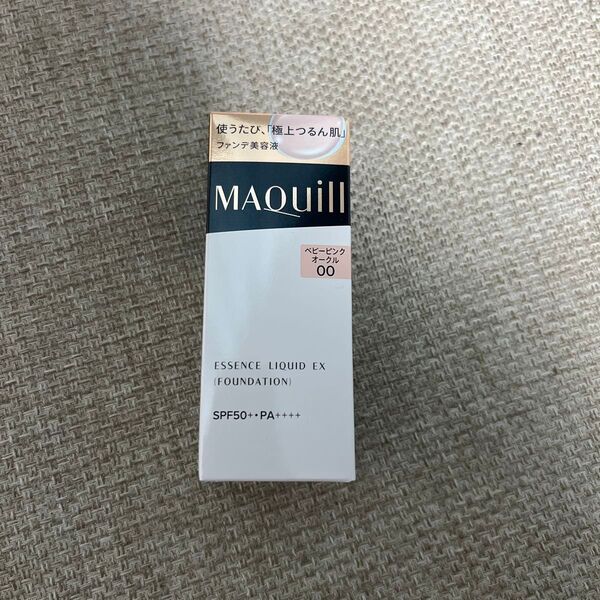 使うたび、「極上つるん肌」
ファンデ美容液
MAQuill
ベビーピンク
オークル
00
ESSENCE LIQUID EX
(FOUNDATION)
SPF50+・PA++++